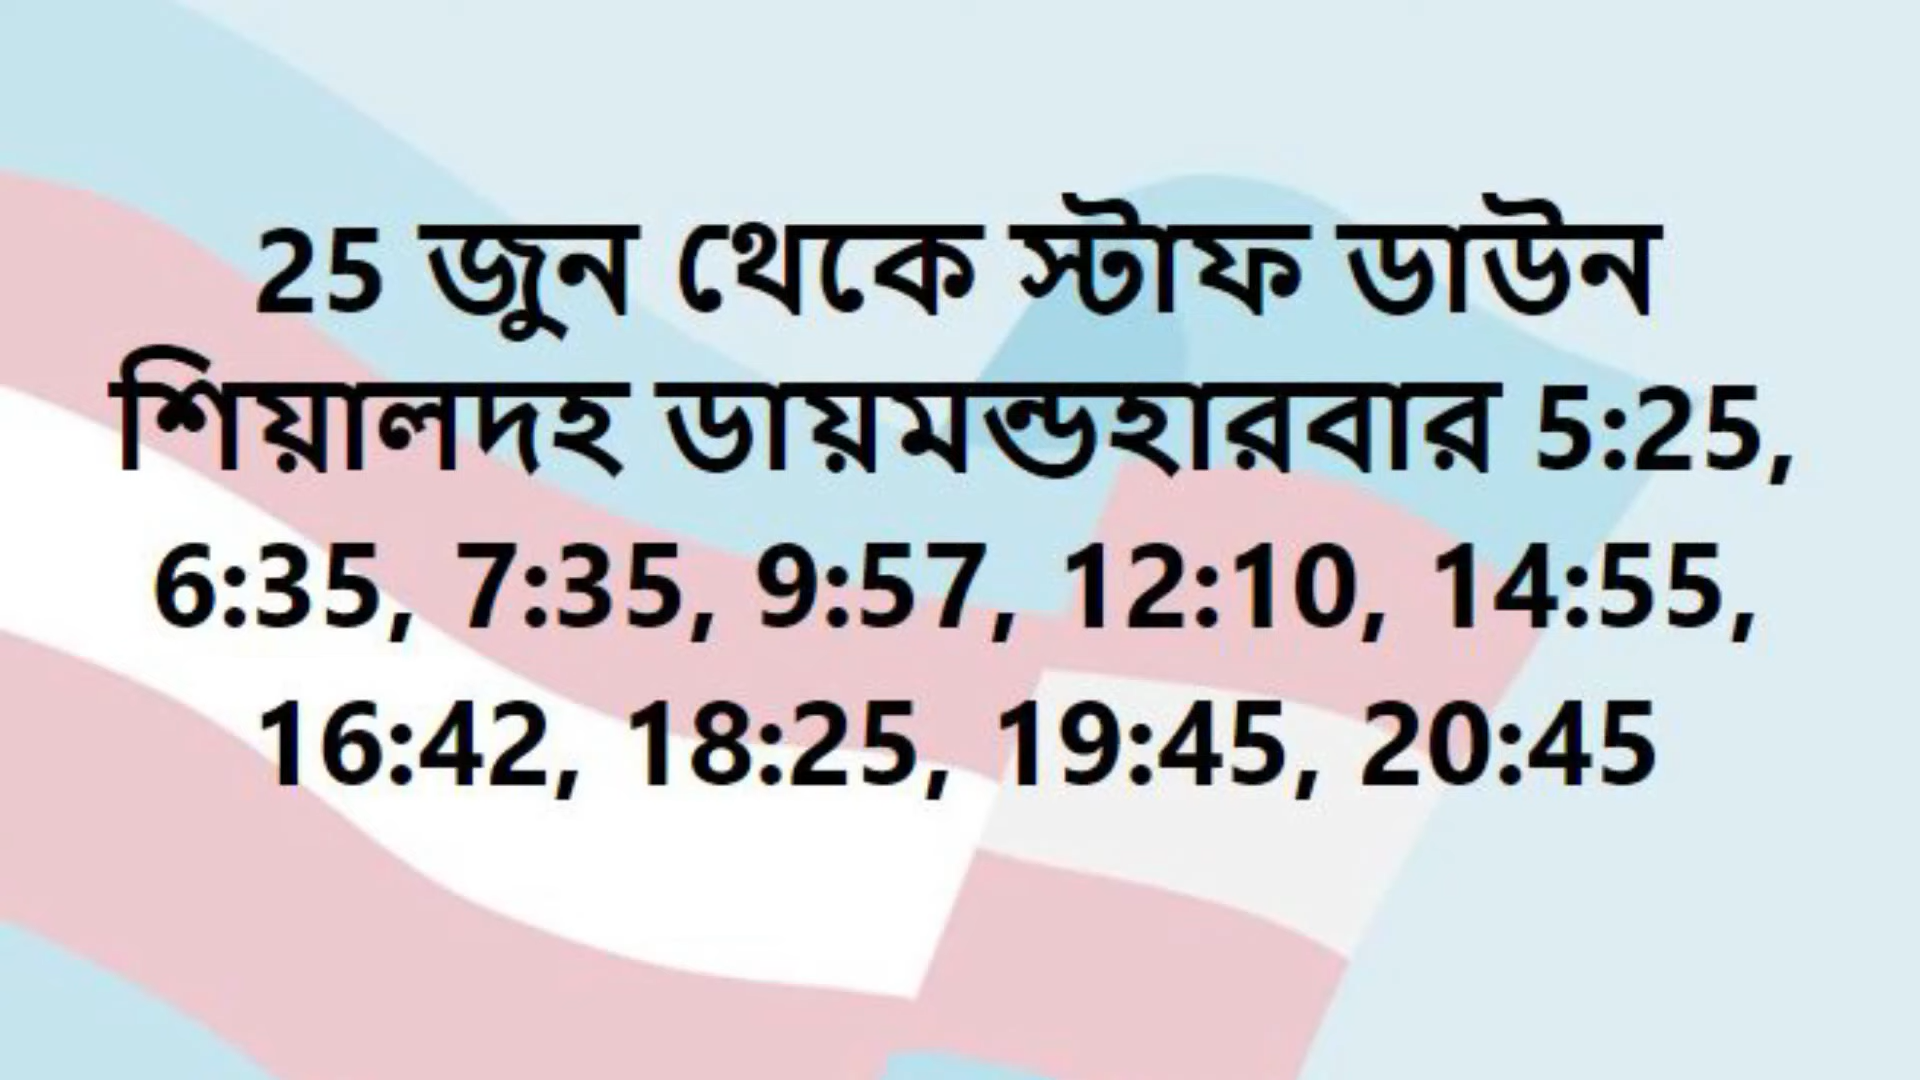 25 জুন থেকে স্টাফ ডাউন
শিয়ালদহ ডায়মন্ডহারবার 5:25,
6:35, 7:35, 9:57, 12:10, 14:55,
16:42, 18:25, 19:45, 20:45